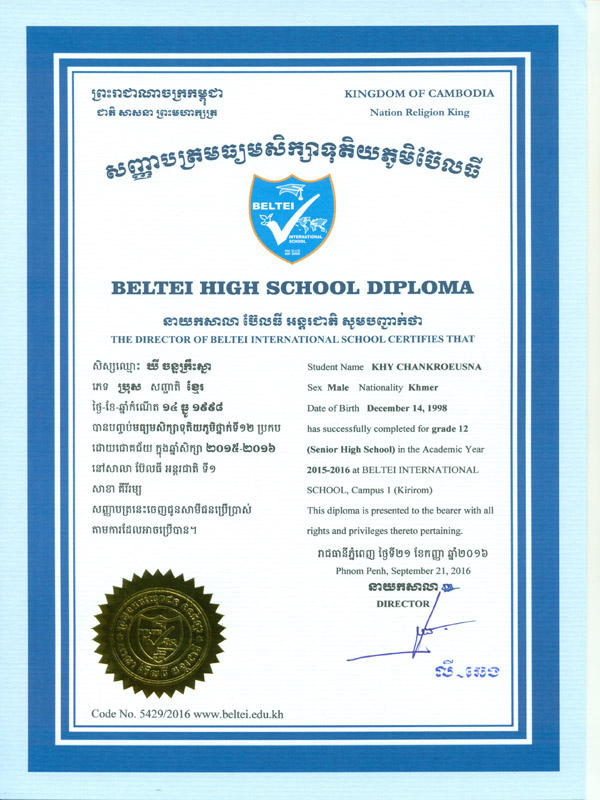 ព្រះរាជាណាចក្រកម្ពុជា
ជាតិ សាសនា ព្រះមហាក្សត្រ
KINGDOM OF CAMBODIA
Nation Religion King
សញ្ញាបត្រមធ្យមសិក្សាទុតិយភូមិប៊ែលធី
BELTEI
INTERNATIONAL
SCHOOL
BELTEI HIGH SCHOOL DIPLOMA
នាយកសាលា ប៊ែលធី អន្តរជាតិ សូមបញ្ជាក់ថា
THE DIRECTOR OF BELTEI INTERNATIONAL SCHOOL CERTIFIES THAT
សិស្សឈ្មោះ ឃី ចន្ទក្រឹះស្នា
ភេទ ប្រុស សញ្ជាតិ ខ្មែរ
ថ្ងៃ-ខែ-ឆ្នាំកំណើត ១៤ ធ្នូ ១៩៩៨
បានបញ្ចប់មធ្យមសិក្សាទុតិយភូមិថ្នាក់ទី១២ ប្រកប
ដោយជោគជ័យ ក្នុងឆ្នាំសិក្សា ២០១៥-២០១៦
នៅសាលា ប៊ែលធី អន្តរជាតិ ទី១
សាខា គីរីរម្យ
សញ្ញាបត្រនេះចេញជូនសាមីជនប្រើប្រាស់
តាមការដែលអាចប្រើបាន។
Student Name KHY CHANKROEUSNA
Sex Male Nationality Khmer
Date of Birth December 14, 1998
has successfully completed for grade 12
(Senior High School) in the Academic Year
2015-2016 at BELTEI INTERNATIONAL
SCHOOL, Campus 1 (Kirirom)
This diploma is presented to the bearer with all
rights and privileges thereto pertaining.
រាជធានីភ្នំពេញ ថ្ងៃទី២១ ខែកញ្ញា ឆ្នាំ២០១៦
Phnom Penh, September 21, 2016
នាយកសាលា
DIRECTOR
លី ឆេង
Code No. 5429/2016 www.beltei.edu.kh